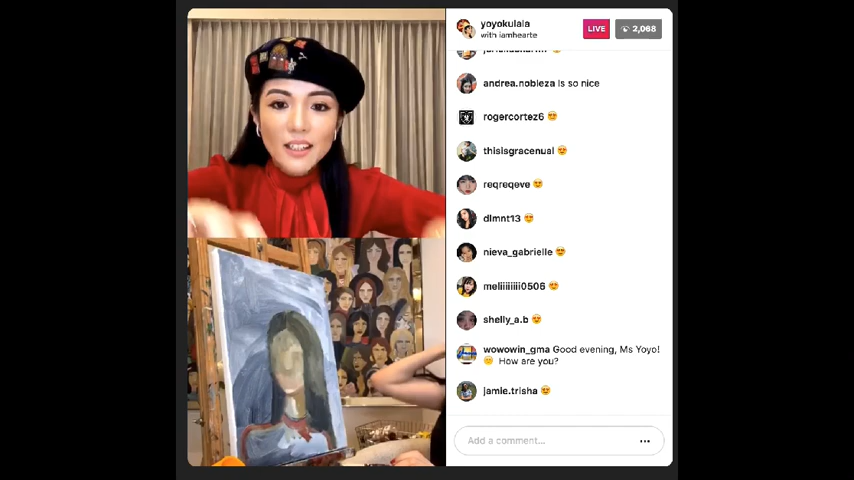 yoyokulala
with iamhearte
LIVE
2,068
andrea.nobleza Is so nice
rogercortez6 😍
thisisgracenual 😍
reqreqeve 😍
dlmnt13 😍
nieva_gabrielle 😍
shelly_a.b 😍
wowowin_gma Good evening, Ms Yoyo!
🙂 How are you?
jamie.trisha 😍
Add a comment...